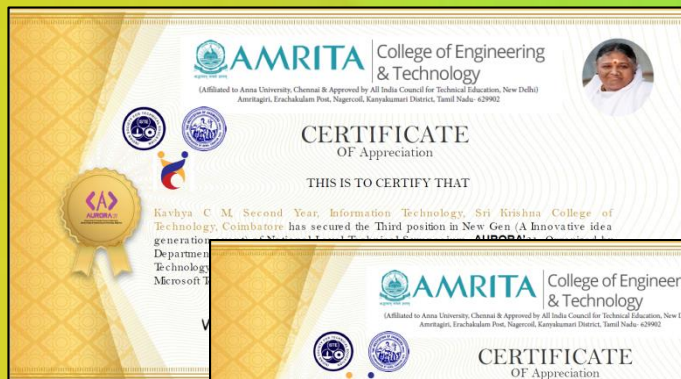 AMRITA College of Engineering
& Technology
(Affiliated to Anna University, Chennai & Approved by All India Council for Technical Education, New Delhi)
Amritagiri, Erachakulam Post, Nagercoil, Kanyakumari District, Tamil Nadu- 629902
CERTIFICATE
OF Appreciation
THIS IS TO CERTIFY THAT
<A>
AURORA'21
Kavhya C M, Second Year, Information Technology, Sri Krishna College of
Technology, Coimbatore has secured the Third position in New Gen (A Innovative idea
generation
Departmen
Technology
Microsoft T
AMRITA College of Engineer
& Technology
(Affiliated to Anna University, Chennai & Approved by All India Council for Technical Education, New D
Amritagiri, Erachakulam Post, Nagercoil, Kanyakumari District, Tamil Nadu- 629902
CERTIFICATE
OF Appreciation